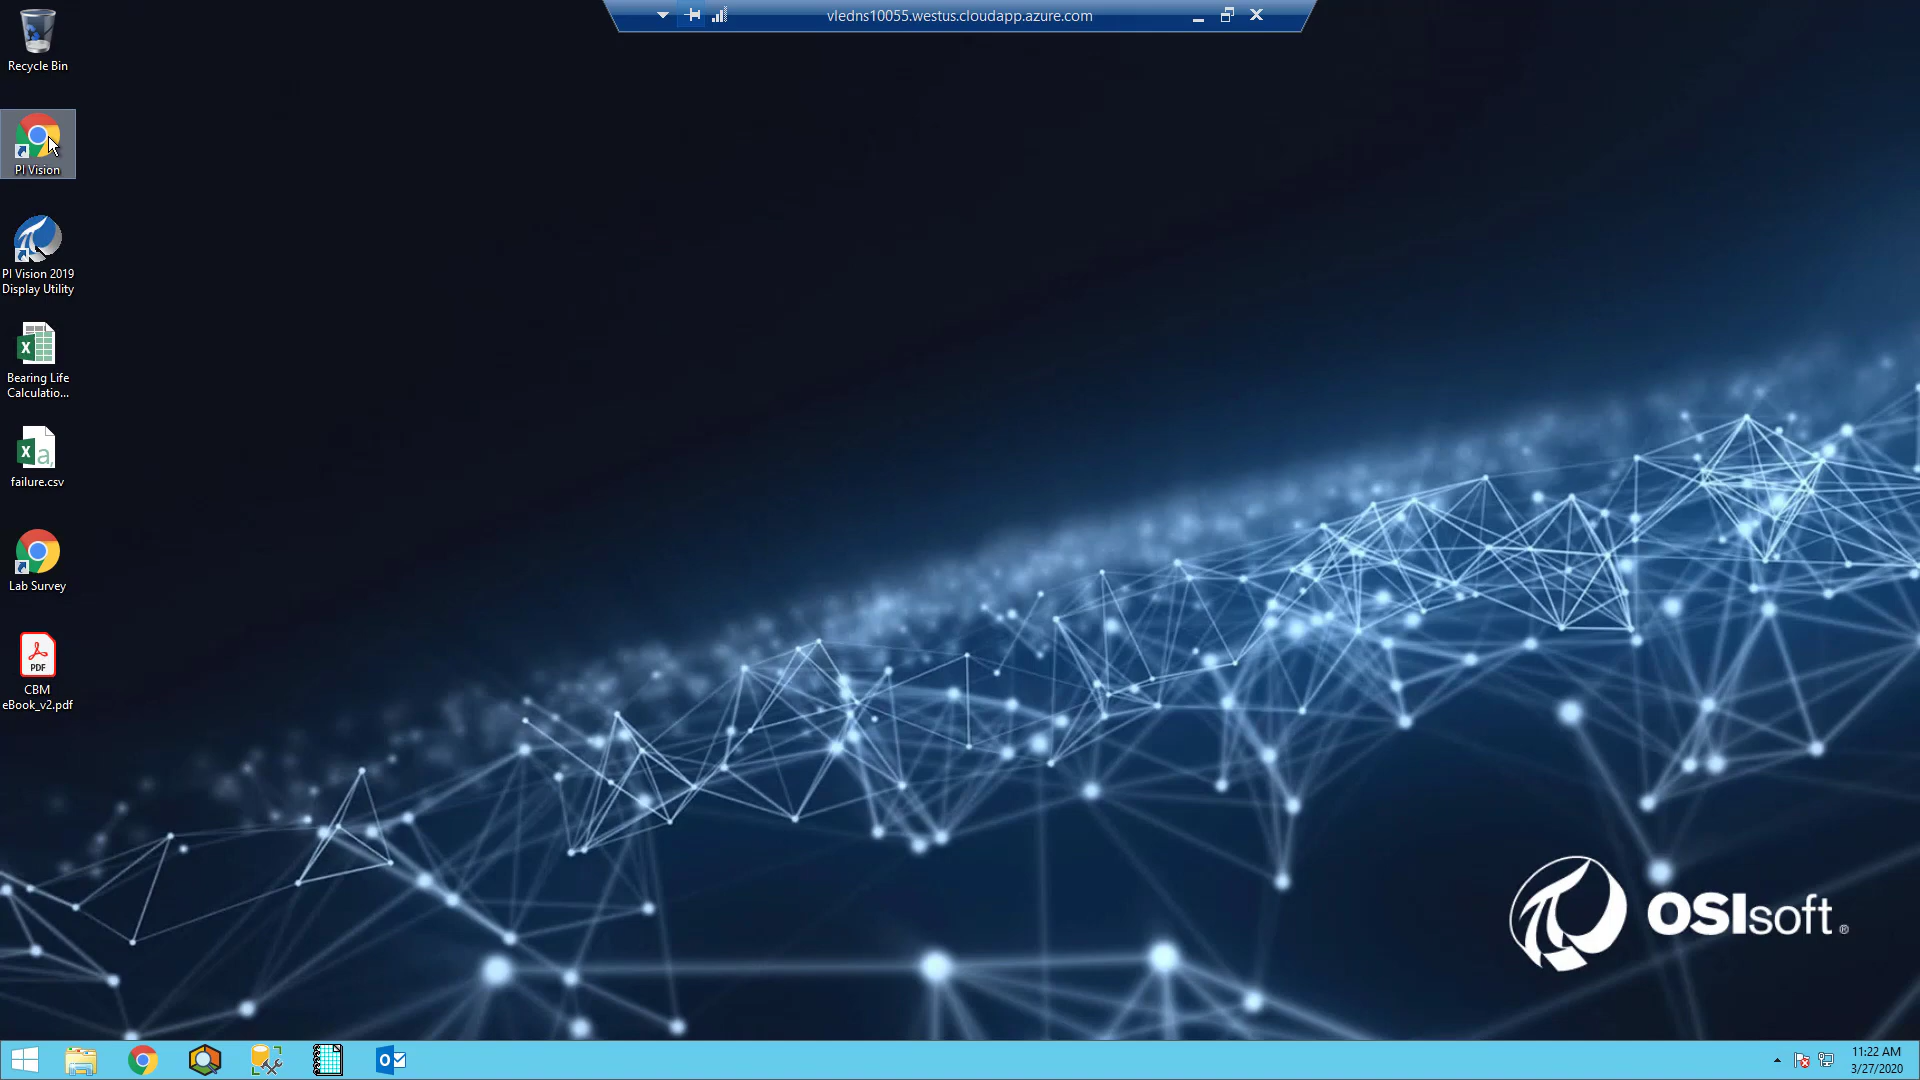 vledns10055.westus.cloudapp.azure.com
Recycle Bin
PI Vision
PI Vision 2019
Display Utility
Bearing Life
Calculatio...
failure.csv
Lab Survey
PDF
CBM
eBook_v2.pdf
OSIsoft®
11:22 AM
3/27/2020